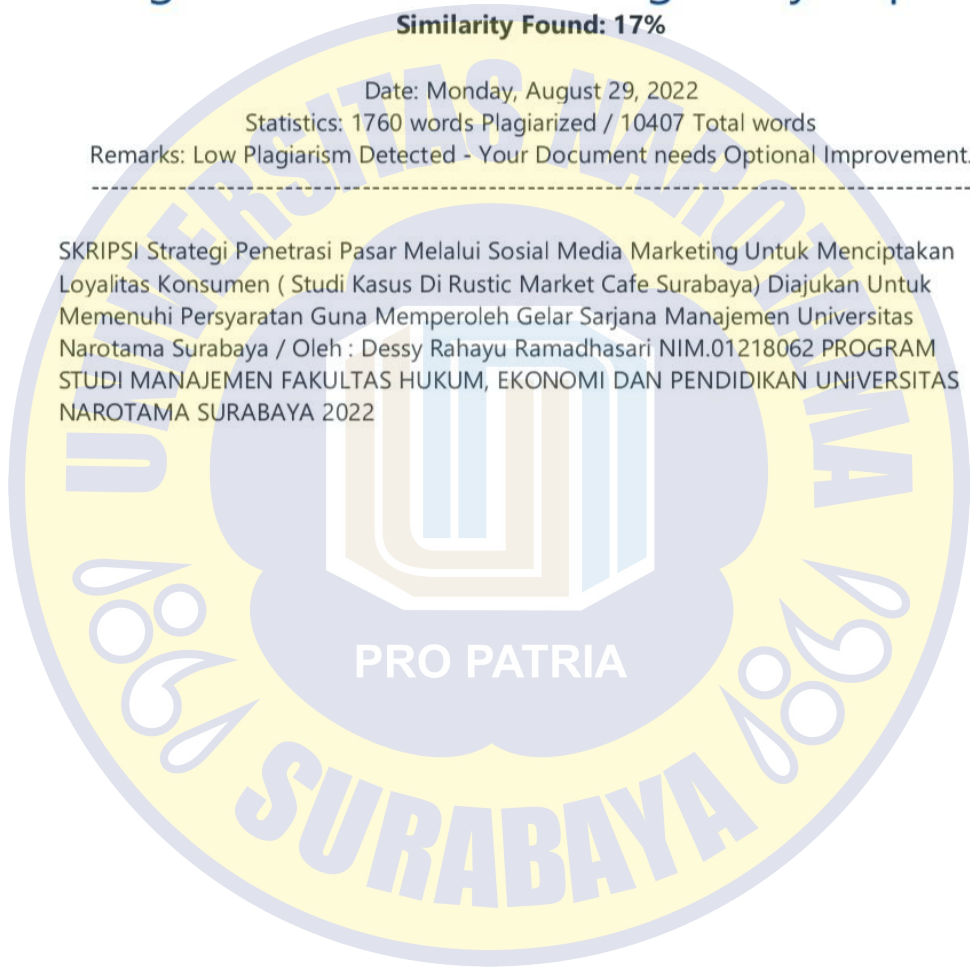 Similarity Found: 17%
Date: Monday, August 29, 2022
Statistics: 1760 words Plagiarized / 10407 Total words
Remarks: Low Plagiarism Detected - Your Document needs Optional Improvement.
--------------------------------------------------------------------------------------------
SKRIPSI Strategi Penetrasi Pasar Melalui Sosial Media Marketing Untuk Menciptakan
Loyalitas Konsumen ( Studi Kasus Di Rustic Market Cafe Surabaya) Diajukan Untuk
Memenuhi Persyaratan Guna Memperoleh Gelar Sarjana Manajemen Universitas
Narotama Surabaya / Oleh : Dessy Rahayu Ramadhasari NIM.01218062 PROGRAM
STUDI MANAJEMEN FAKULTAS HUKUM, EKONOMI DAN PENDIDIKAN UNIVERSITAS
NAROTAMA SURABAYA 2022
UNIVERSITAS NAROTAMA
PRO PATRIA
SURABAYA